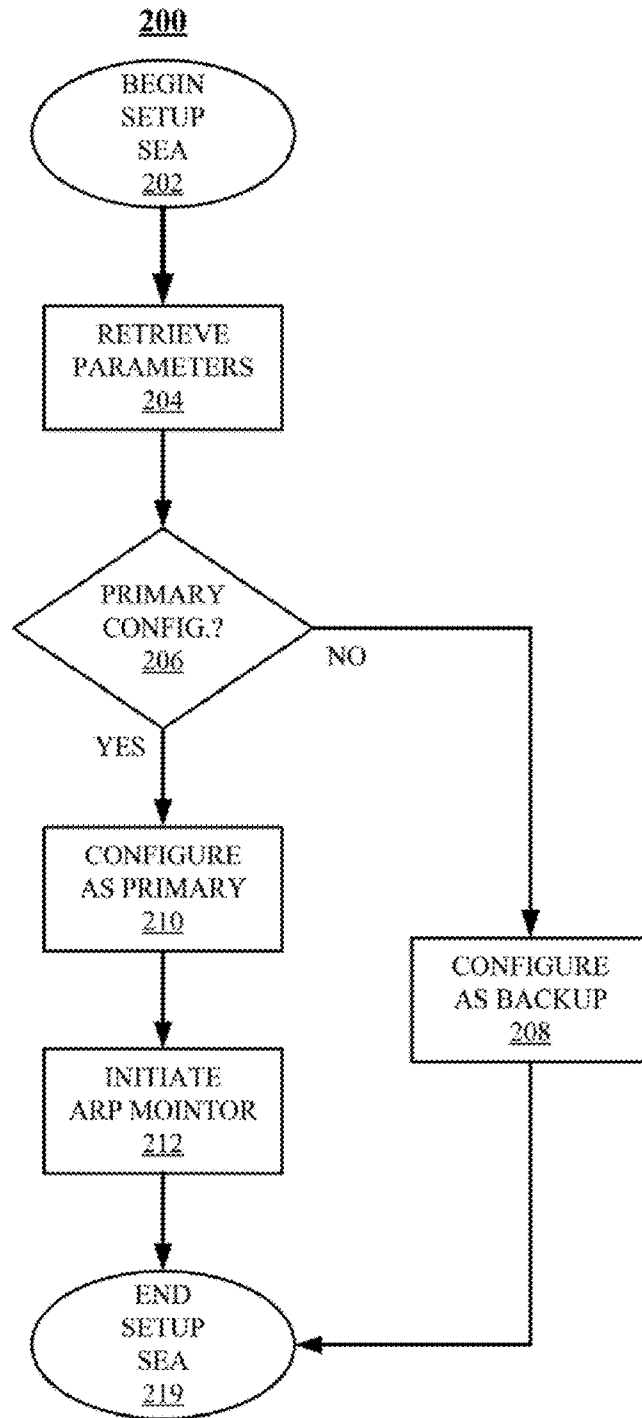 200
BEGIN
SETUP
SEA
202
RETRIEVE
PARAMETERS
204
PRIMARY
CONFIG.?
206
NO
YES
CONFIGURE
AS PRIMARY
210
CONFIGURE
AS BACKUP
208
INITIATE
ARP MOINTOR
212
END
SETUP
SEA
219